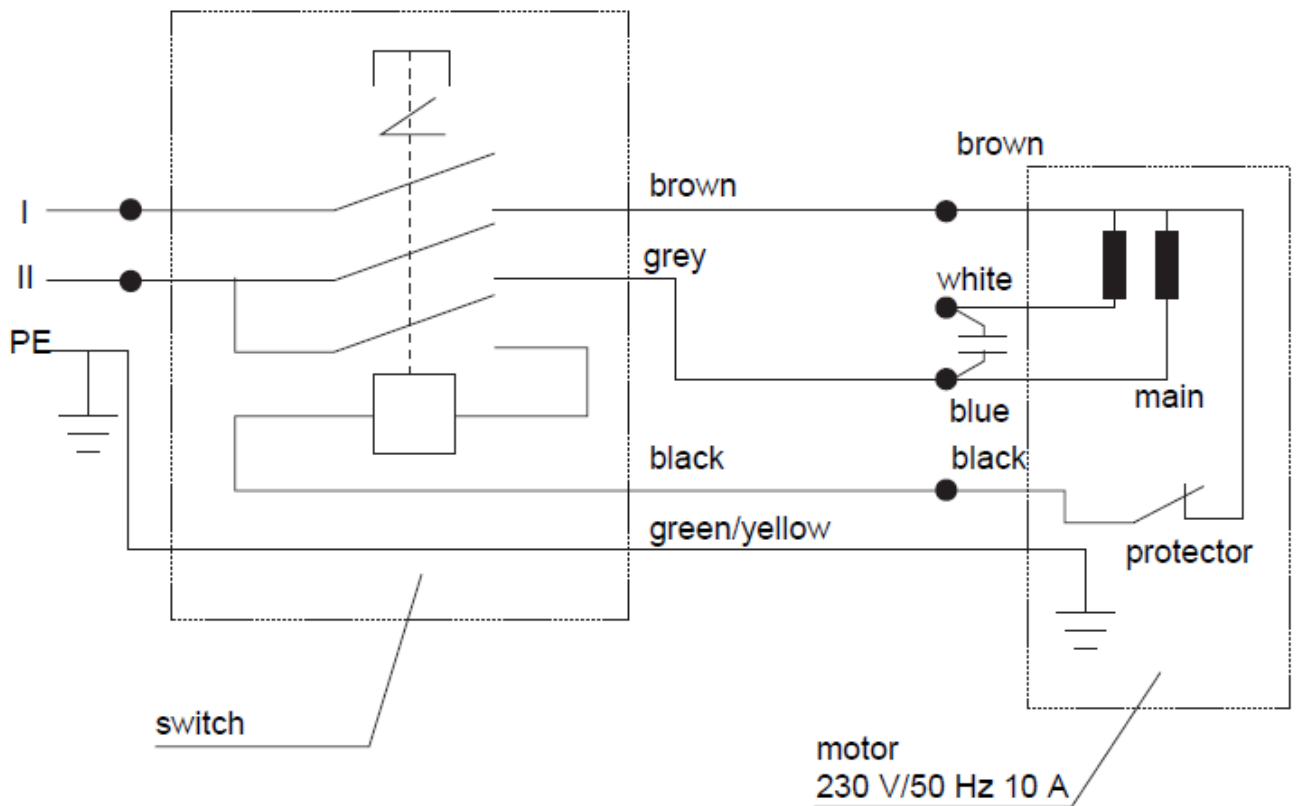 brown
I
brown
II
grey
white
PE
main
blue
black
black
green/yellow
protector
switch
motor
230 V/50 Hz 10 A